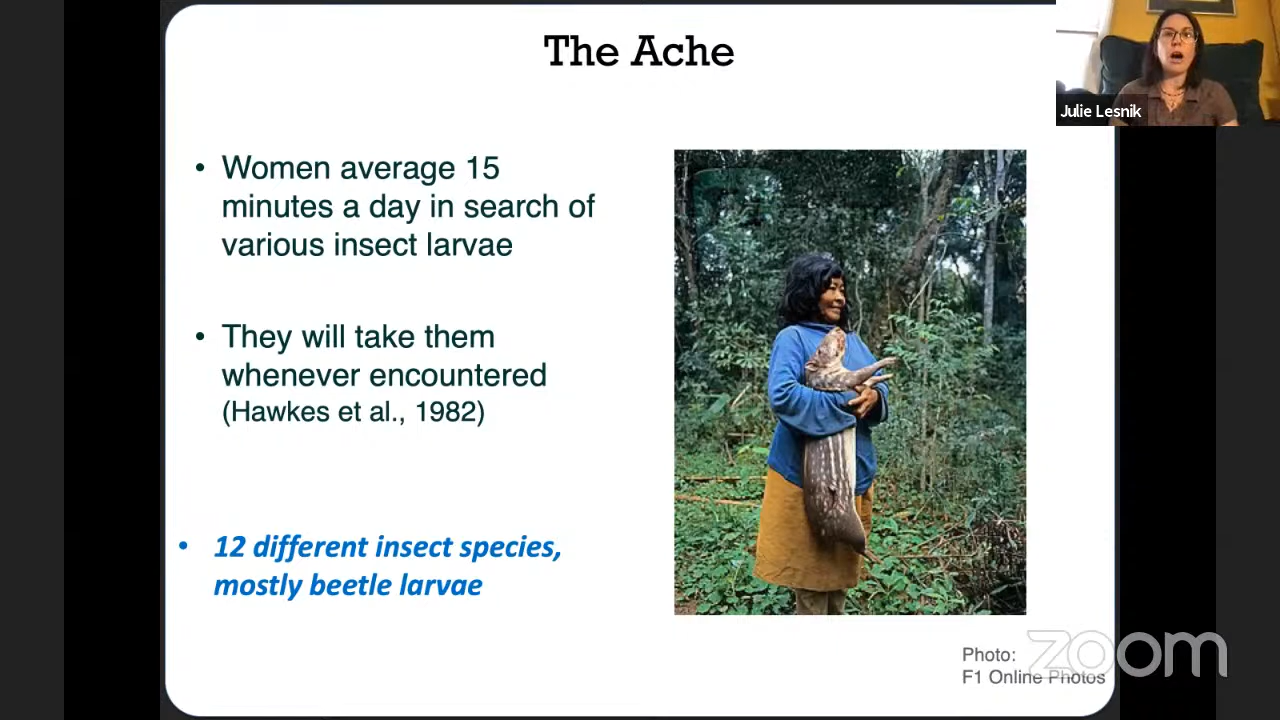 The Ache
Julie Lesnik
• Women average 15
minutes a day in search of
various insect larvae
• They will take them
whenever encountered
(Hawkes et al., 1982)
• 12 different insect species,
mostly beetle larvae
Photo:
F1 Online Photos
zoom